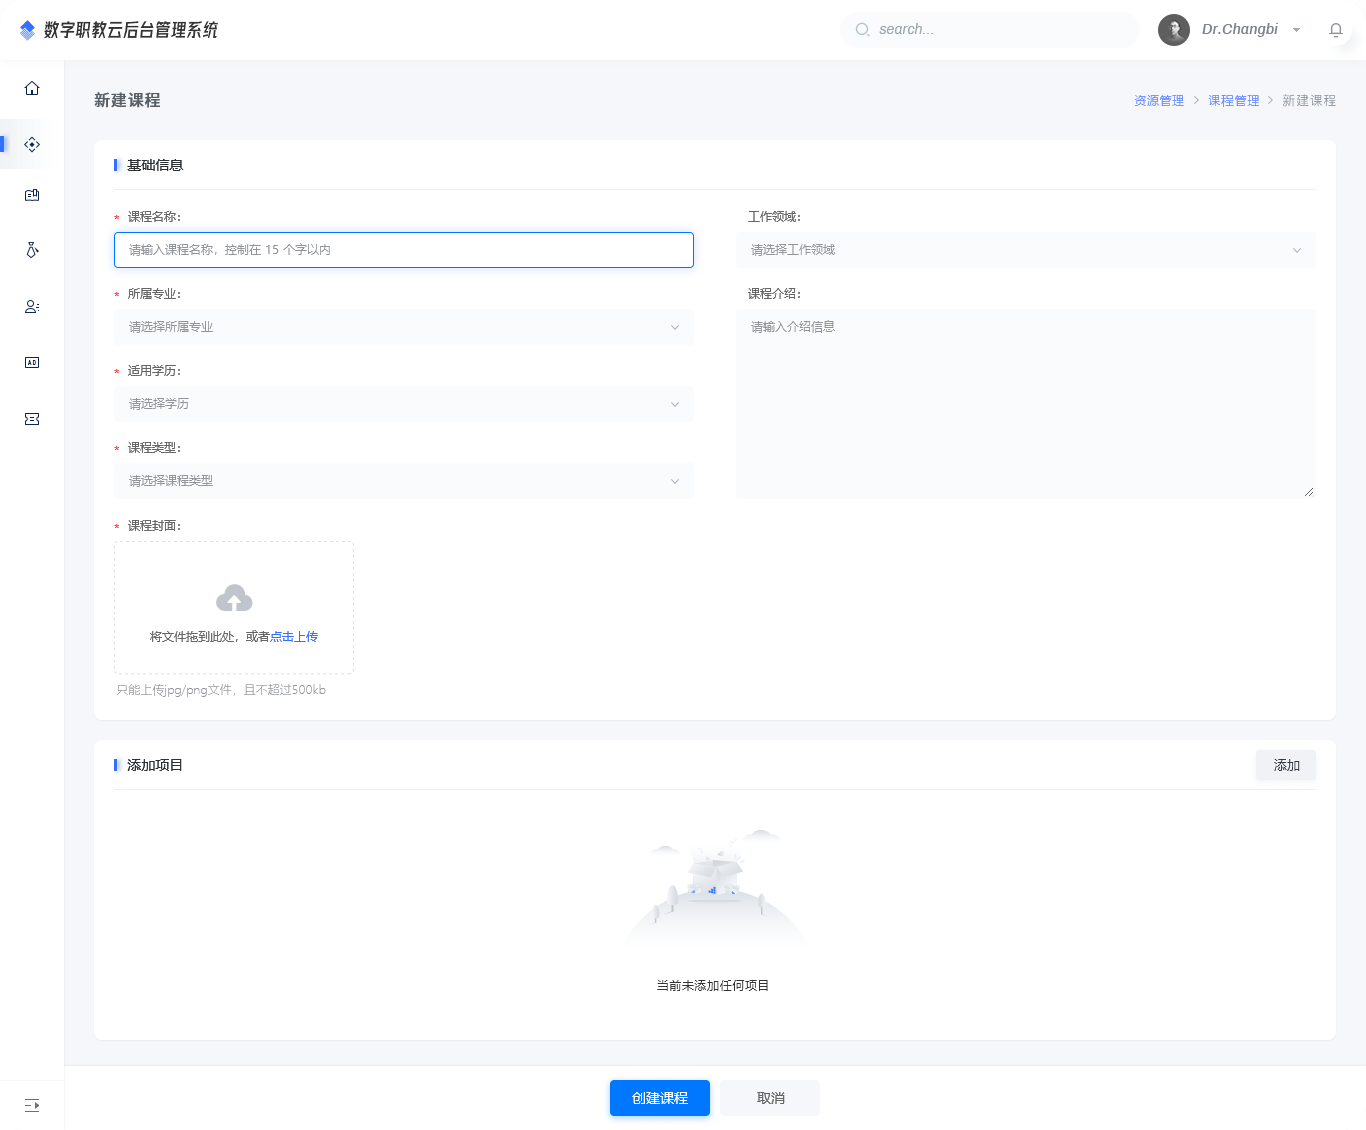 数字职教云后台管理系统
search...
Dr.Changbi
新建课程
资源管理 > 课程管理 > 新建课程
基础信息
* 课程名称：
请输入课程名称，控制在 15 个字以内
工作领域：
请选择工作领域
* 所属专业：
请选择所属专业
课程介绍：
请输入介绍信息
* 适用学历：
请选择学历
* 课程类型：
请选择课程类型
* 课程封面：
将文件拖到此处，或者点击上传
只能上传jpg/png文件，且不超过500kb
AD
添加项目
添加
当前未添加任何项目
创建课程
取消